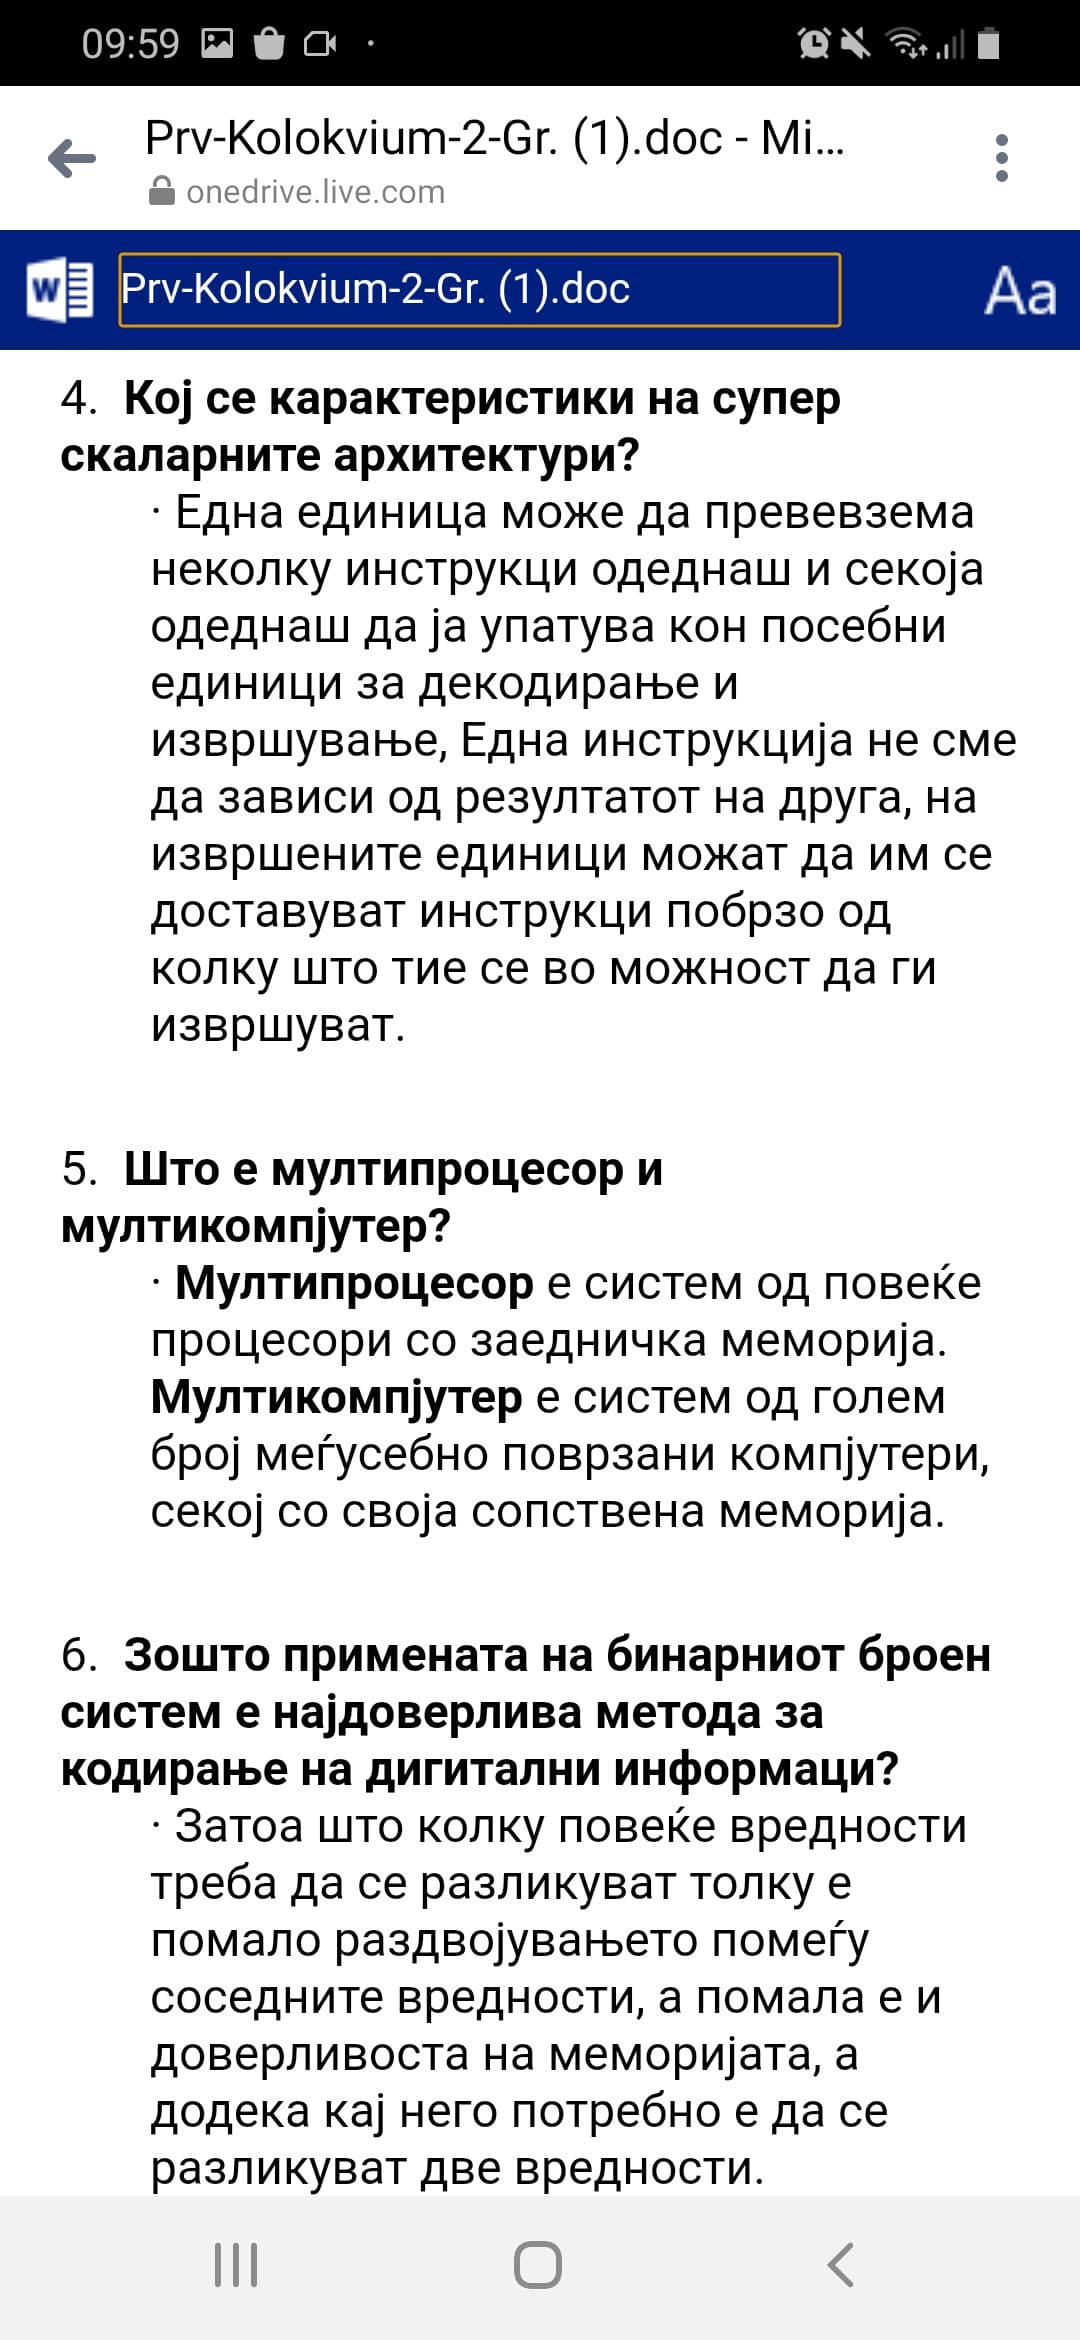 09:59
Prv-Kolokvium-2-Gr. (1).doc - Mi...
onedrive.live.com
W
Prv-Kolokvium-2-Gr. (1).doc
Aa
4. Кој се карактеристики на супер
скаларните архитектури?
· Една единица може да превевзема
неколку инструкци одеднаш и секоја
одеднаш да ја упатува кон посебни
единици за декодирање и
извршување, Една инструкција не сме
да зависи од резултатот на друга, на
извршените единици можат да им се
доставуват инструкци побрзо од
колку што тие се во можност да ги
извршуват.
5. Што е мултипроцесор и
мултикомпјутер?
· Мултипроцесор е систем од повеќе
процесори со заедничка меморија.
Мултикомпјутер е систем од голем
број меѓусебно поврзани компјутери,
секој со своја сопствена меморија.
6. Зошто примената на бинарниот броен
систем е најдоверлива метода за
кодирање на дигитални информаци?
· Затоа што колку повеќе вредности
треба да се разликуват толку е
помало раздвојувањето помеѓу
соседните вредности, а помала е и
доверливоста на меморијата, а
додека кај него потребно е да се
разликуват две вредности.